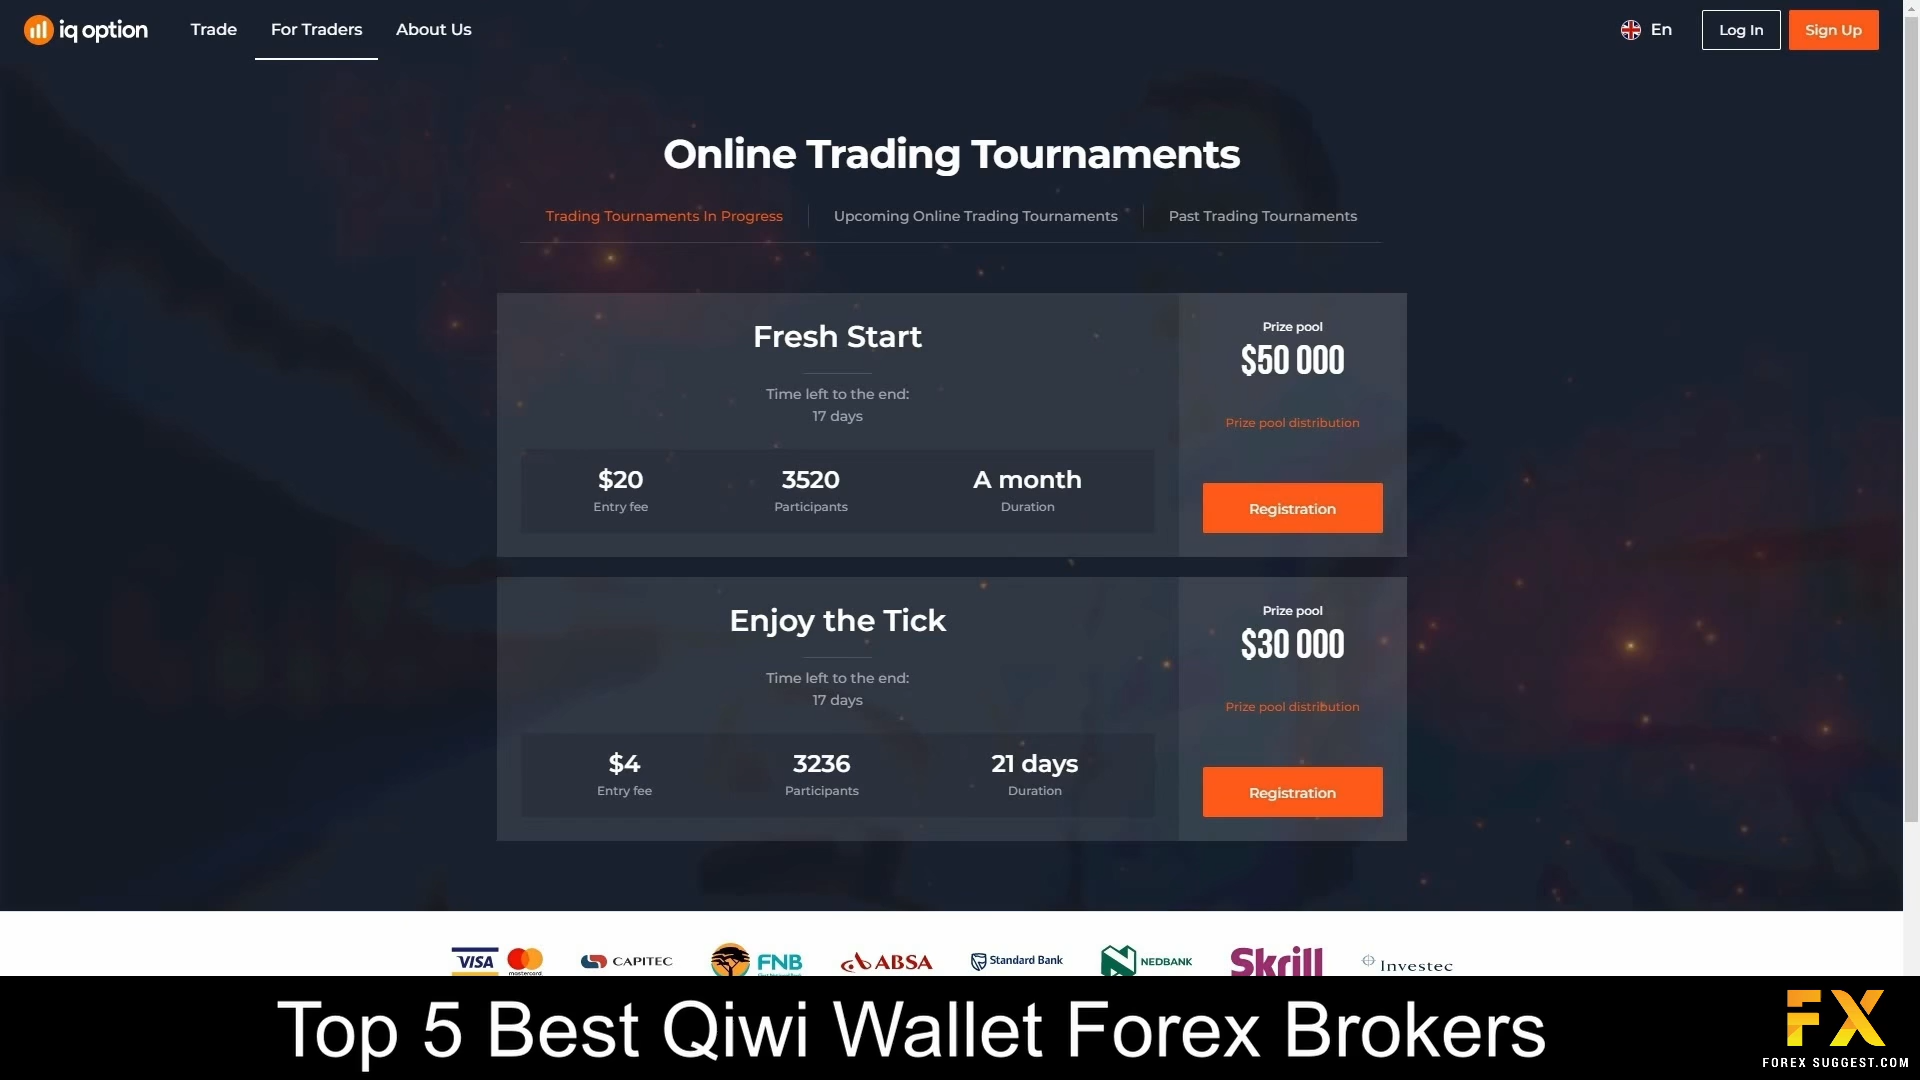 iq option
Trade
For Traders
About Us
En
Log In
Sign Up
Online Trading Tournaments
Trading Tournaments In Progress
Upcoming Online Trading Tournaments
Past Trading Tournaments
Fresh Start
Time left to the end:
17 days
$20
Entry fee
3520
Participants
A month
Duration
Prize pool
$50 000
Prize pool distribution
Registration
Enjoy the Tick
Time left to the end:
17 days
$4
Entry fee
3236
Participants
21 days
Duration
Prize pool
$30 000
Prize pool distribution
Registration
VISA
mastercard
CAPITEC
FNB
ABSA
Standard Bank
NEDBANK
Skrill
Investec
Top 5 Best Qiwi Wallet Forex Brokers
FX
FOREX SUGGEST.COM